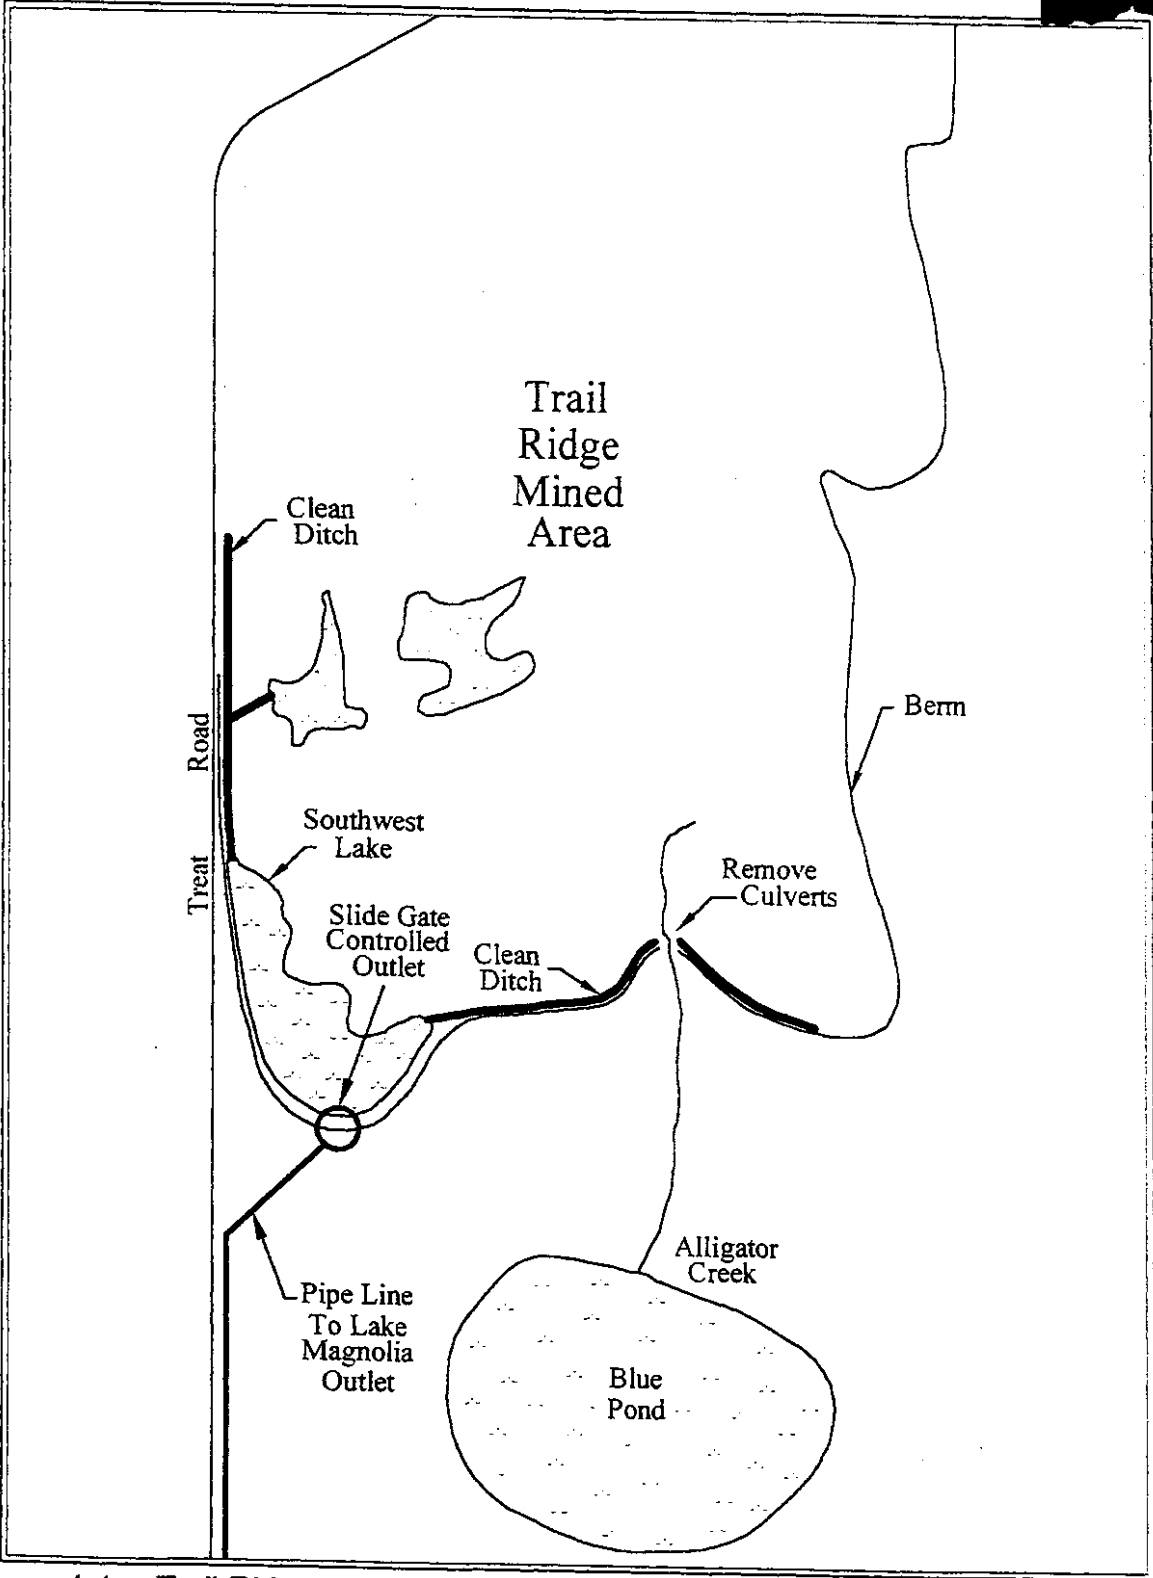 Trail
Ridge
Mined
Area
Clean
Ditch
Treat Road
Berm
Southwest
Lake
Remove
Culverts
Slide Gate
Controlled
Outlet
Clean
Ditch
Alligator
Creek
Pipe Line
To Lake
Magnolia
Outlet
Blue
Pond